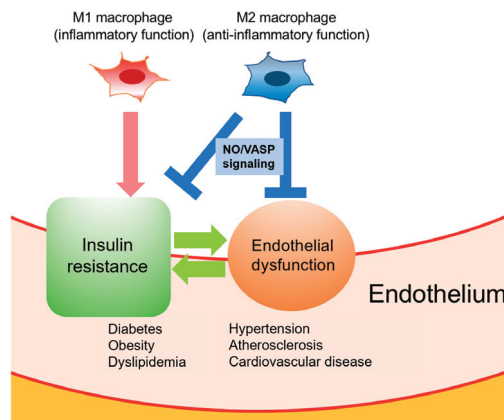 M1 macrophage
(inflammatory function)
M2 macrophage
(anti-inflammatory function)
NO/VASP
signaling
Insulin
resistance
Endothelial
dysfunction
Endothelium
Diabetes
Obesity
Dyslipidemia
Hypertension
Atherosclerosis
Cardiovascular disease